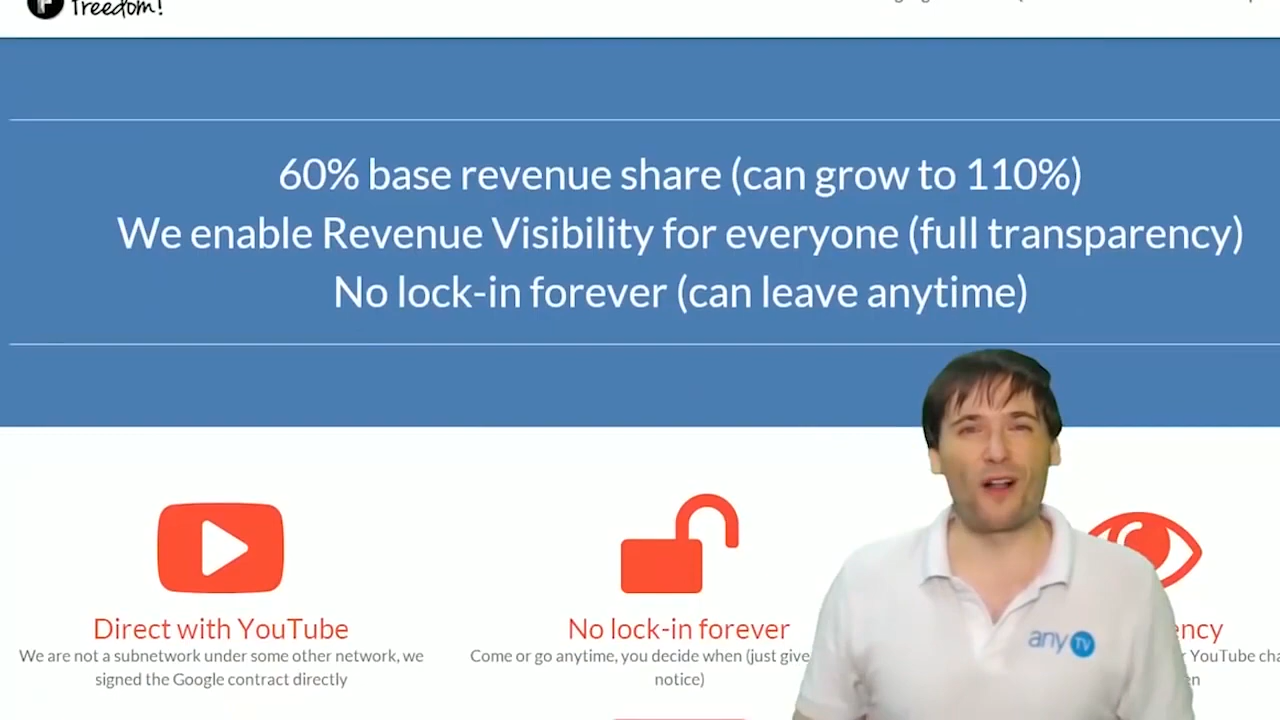 freedom!
60% base revenue share (can grow to 110%)
We enable Revenue Visibility for everyone (full transparency)
No lock-in forever (can leave anytime)
Direct with YouTube
We are not a subnetwork under some other network, we
signed the Google contract directly
No lock-in forever
Come or go anytime, you decide when (just give
notice)
ency
YouTube cha
en
any TV